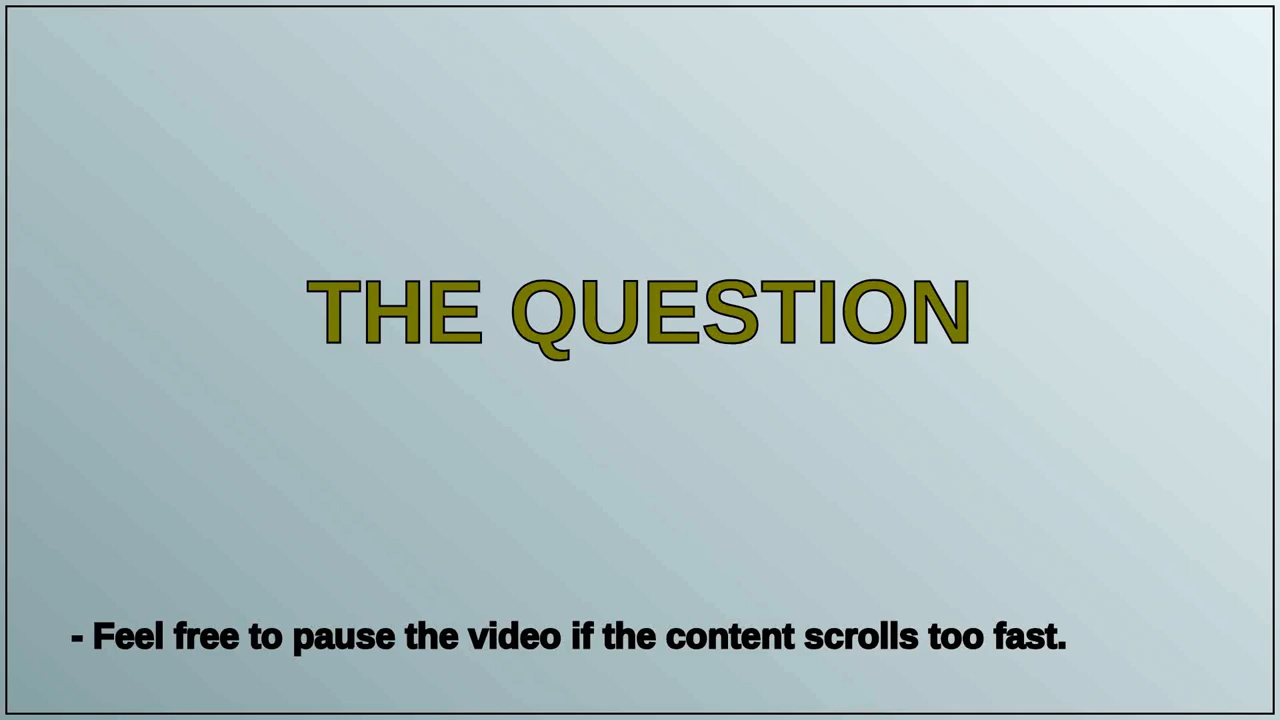 THE QUESTION
- Feel free to pause the video if the content scrolls too fast.